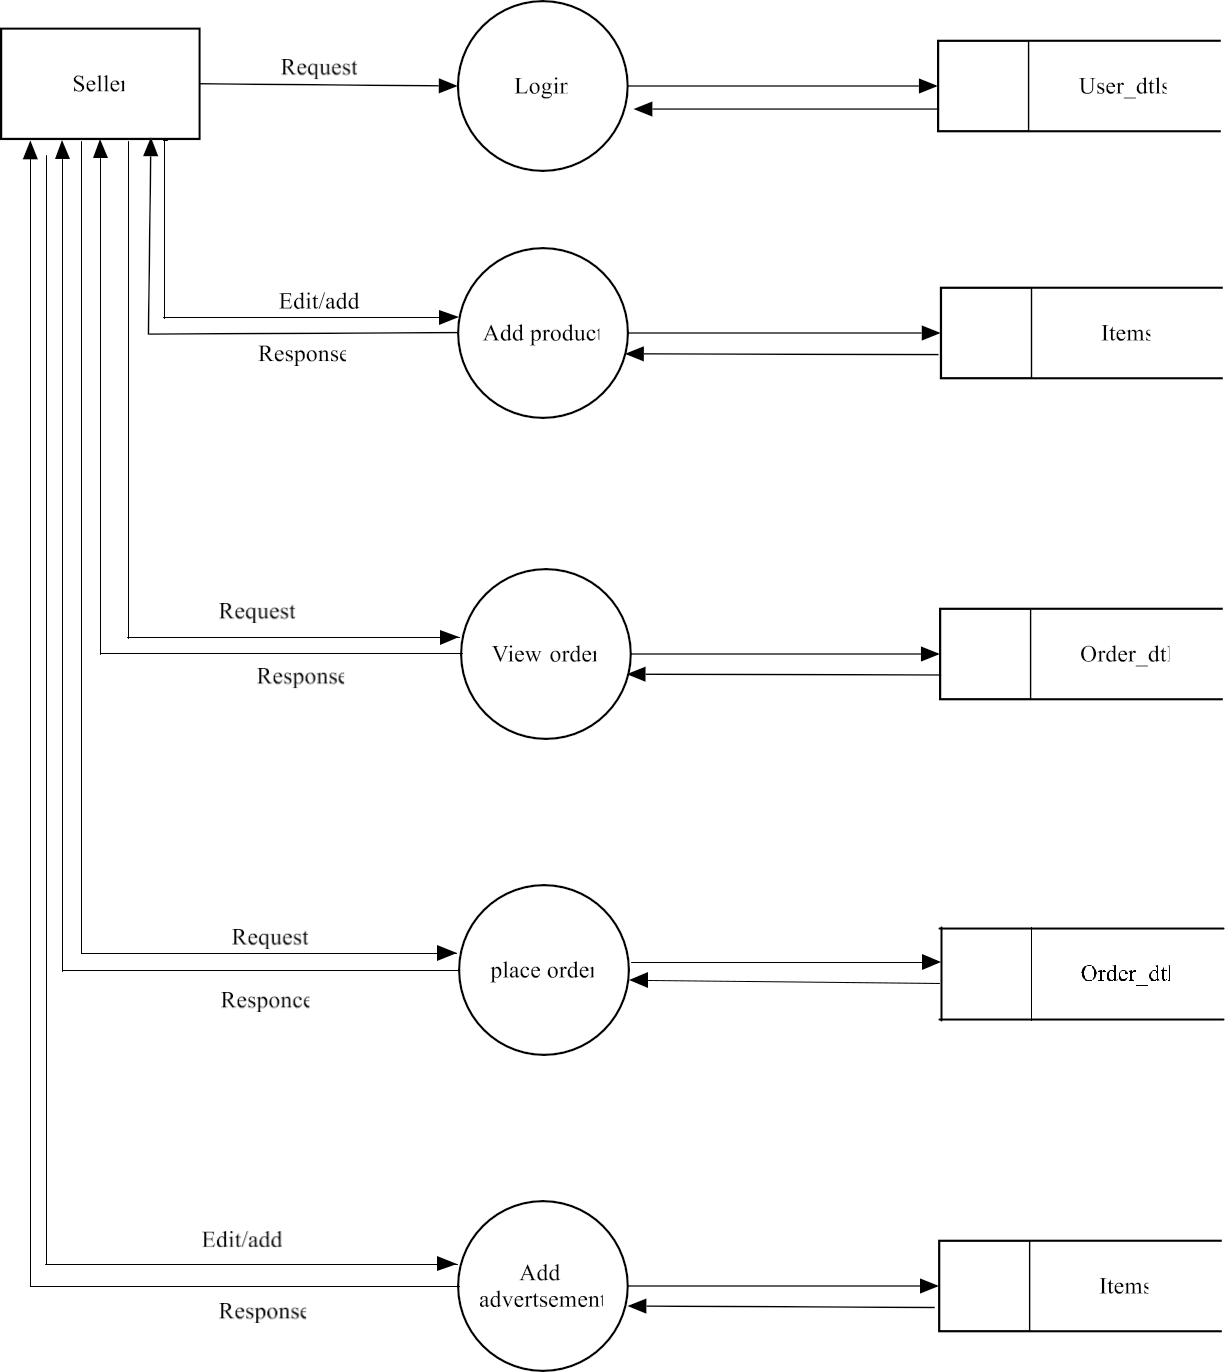 Seller
Request
Login
User_dtls
Edit/add
Add product
Items
Response
Request
View order
Order_dtl
Response
Request
place order
Order_dtl
Responce
Edit/add
Add
advertsement
Items
Response